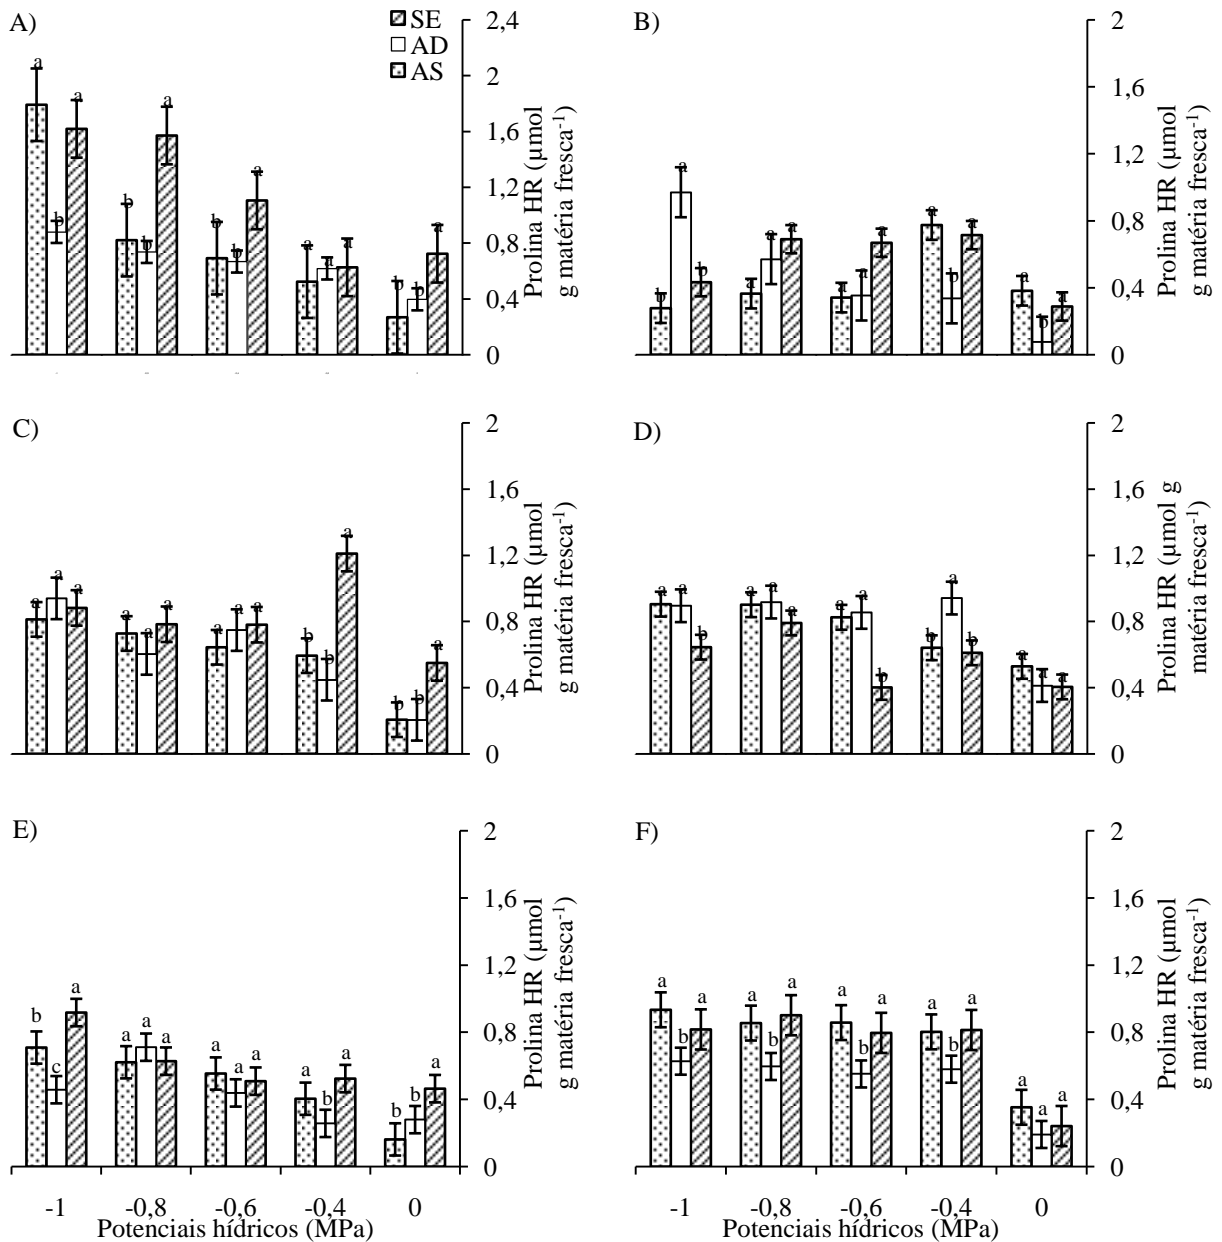 A)
SE
AD
AS
a
b
a
b
b
a
b
b
a
a
a
a
b
b
a
2,4
2
1,6
1,2
0,8
0,4
0
Prolina HR (µmol
g matéria fresca-1)
B)
b
a
b
a
a
a
a
a
a
a
b
a
a
b
a
2
1,6
1,2
0,8
0,4
0
Prolina HR (µmol
g matéria fresca-1)
C)
a
a
a
a
a
a
a
a
a
b
b
a
b
b
a
2
1,6
1,2
0,8
0,4
0
Prolina HR (µmol
g matéria fresca-1)
D)
a
a
b
a
a
a
a
a
b
b
a
b
a
a
a
2
1,6
1,2
0,8
0,4
0
Prolina HR (µmol g
matéria fresca-1)
E)
b
c
a
a
a
a
a
a
a
a
b
a
b
b
a
2
1,6
1,2
0,8
0,4
0
Prolina HR (µmol
g matéria fresca-1)
-1 -0,8 -0,6 -0,4 0
Potenciais hídricos (MPa)
F)
a
b
a
a
b
a
a
b
a
a
b
a
a
a
a
2
1,6
1,2
0,8
0,4
0
Prolina HR (µmol
g matéria fresca-1)
-1 -0,8 -0,6 -0,4 0
Potenciais hídricos (MPa)